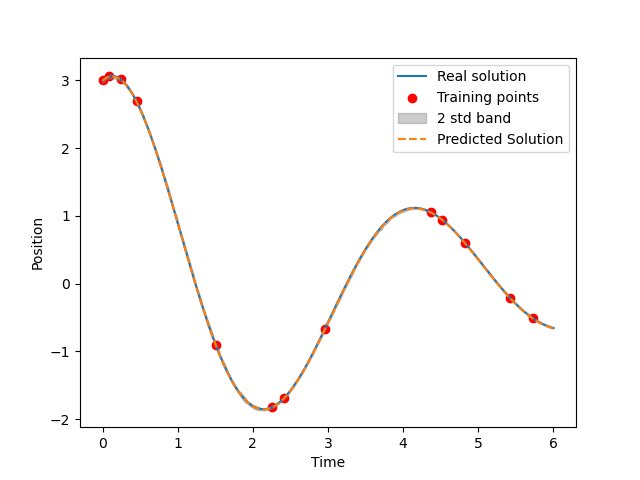 Real solution
Training points
2 std band
Predicted Solution
3
2
1
0
−1
−2
Position
0 1 2 3 4 5 6
Time